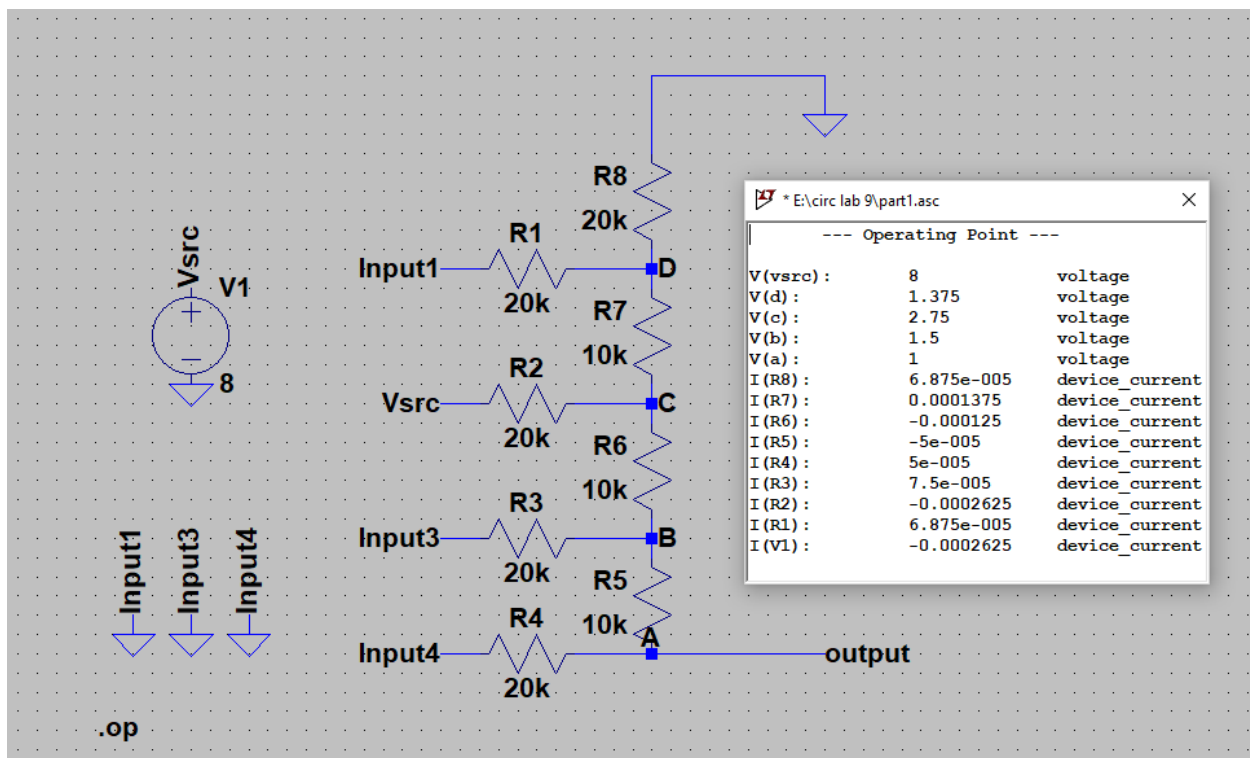 R8
20k
R1
Input1
D
20k
Vsrc
V1
8
R7
10k
R2
Vsrc
C
20k
R6
10k
R3
Input3
B
20k
R5
10k
R4
A
Input4
output
20k
Input1
Input3
Input4
.op
* E:\circ lab 9\part1.asc
--- Operating Point ---
V(vsrc): 8 voltage
V(d): 1.375 voltage
V(c): 2.75 voltage
V(b): 1.5 voltage
V(a): 1 voltage
I(R8): 6.875e-005 device_current
I(R7): 0.0001375 device_current
I(R6): -0.000125 device_current
I(R5): -5e-005 device_current
I(R4): 5e-005 device_current
I(R3): 7.5e-005 device_current
I(R2): -0.0002625 device_current
I(R1): 6.875e-005 device_current
I(V1): -0.0002625 device_current